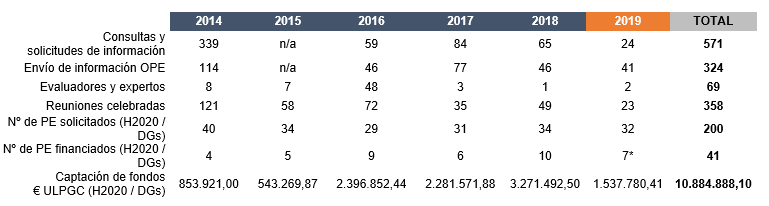 2014 2015 2016 2017 2018 2019 TOTAL
Consultas y
solicitudes de información 339 n/a 59 84 65 24 571
Envío de información OPE 114 n/a 46 77 46 41 324
Evaluadores y expertos 8 7 48 3 1 2 69
Reuniones celebradas 121 58 72 35 49 23 358
Nº de PE solicitados (H2020 /
DGs) 40 34 29 31 34 32 200
Nº de PE financiados (H2020 /
DGs) 4 5 9 6 10 7* 41
Captación de fondos
€ ULPGC (H2020 / DGs) 853.921,00 543.269,87 2.396.852,44 2.281.571,88 3.271.492,50 1.537.780,41 10.884.888,10